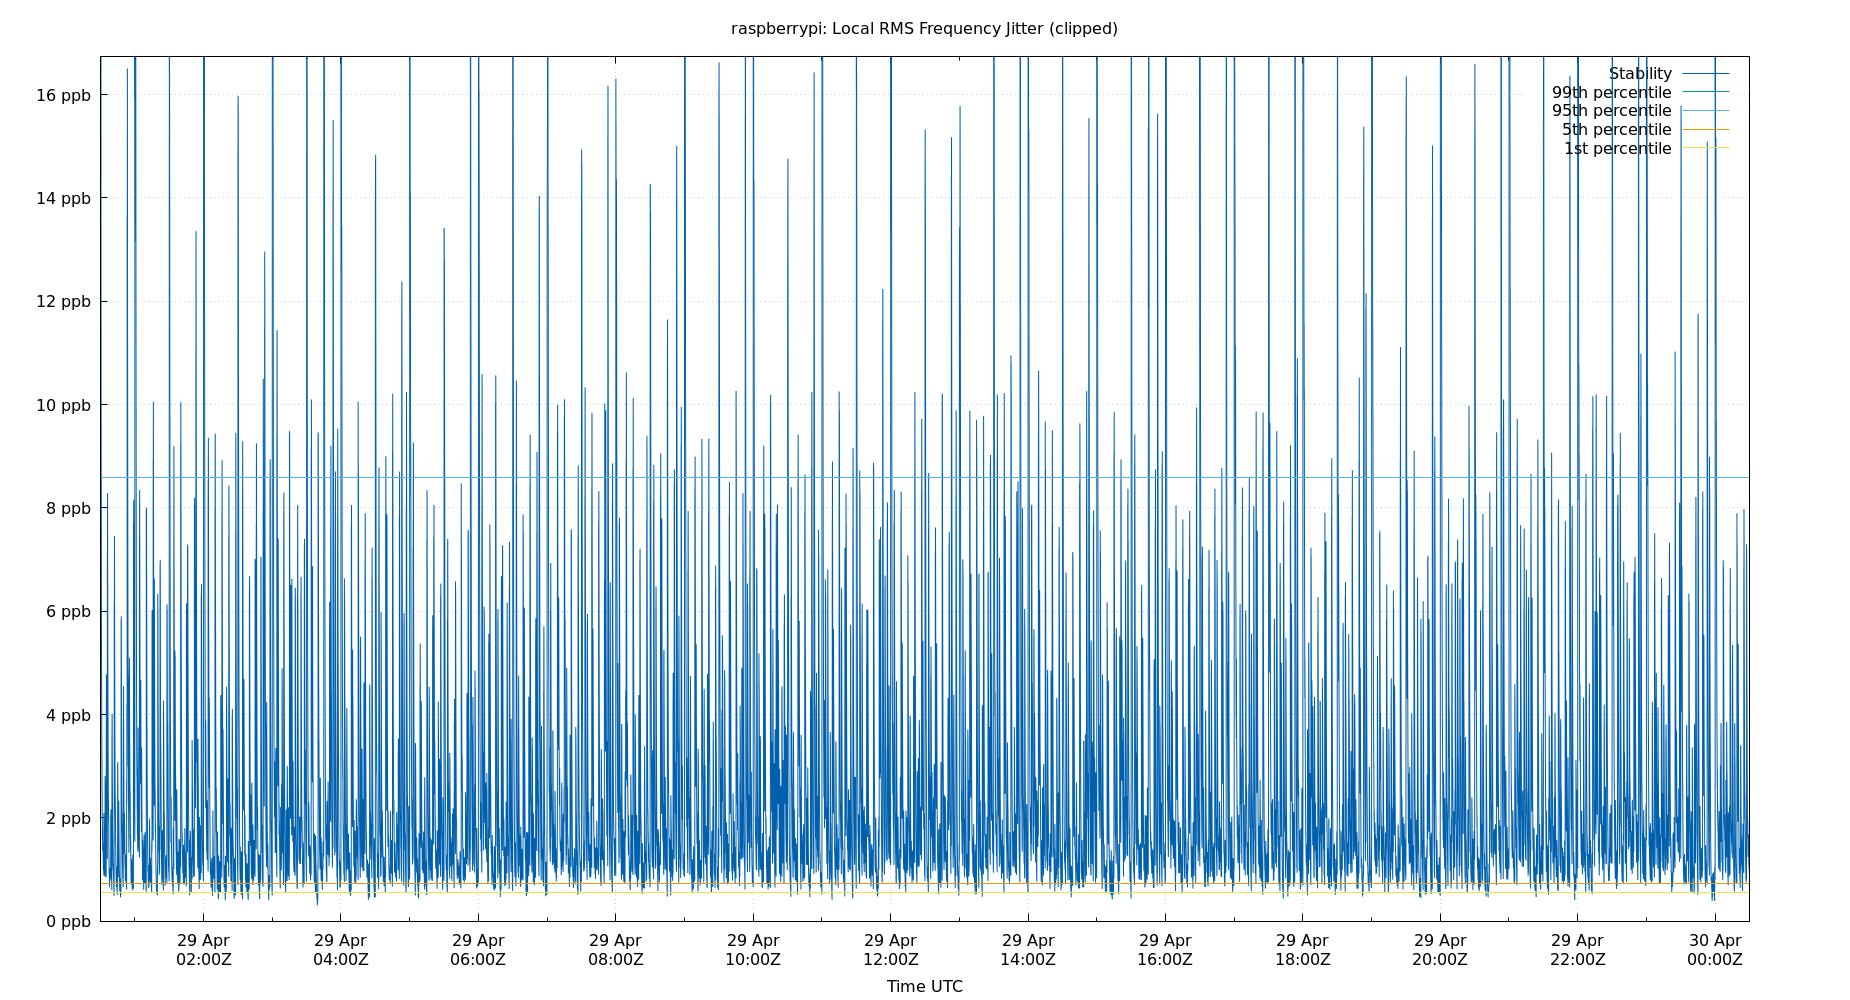 raspberrypi: Local RMS Frequency Jitter (clipped)
Stability
99th percentile
95th percentile
5th percentile
1st percentile
16 ppb
14 ppb
12 ppb
10 ppb
8 ppb
6 ppb
4 ppb
2 ppb
0 ppb
29 Apr 29 Apr 29 Apr 29 Apr 29 Apr 29 Apr 29 Apr 29 Apr 29 Apr 29 Apr 29 Apr 30 Apr
02:00Z 04:00Z 06:00Z 08:00Z 10:00Z 12:00Z 14:00Z 16:00Z 18:00Z 20:00Z 22:00Z 00:00Z
Time UTC